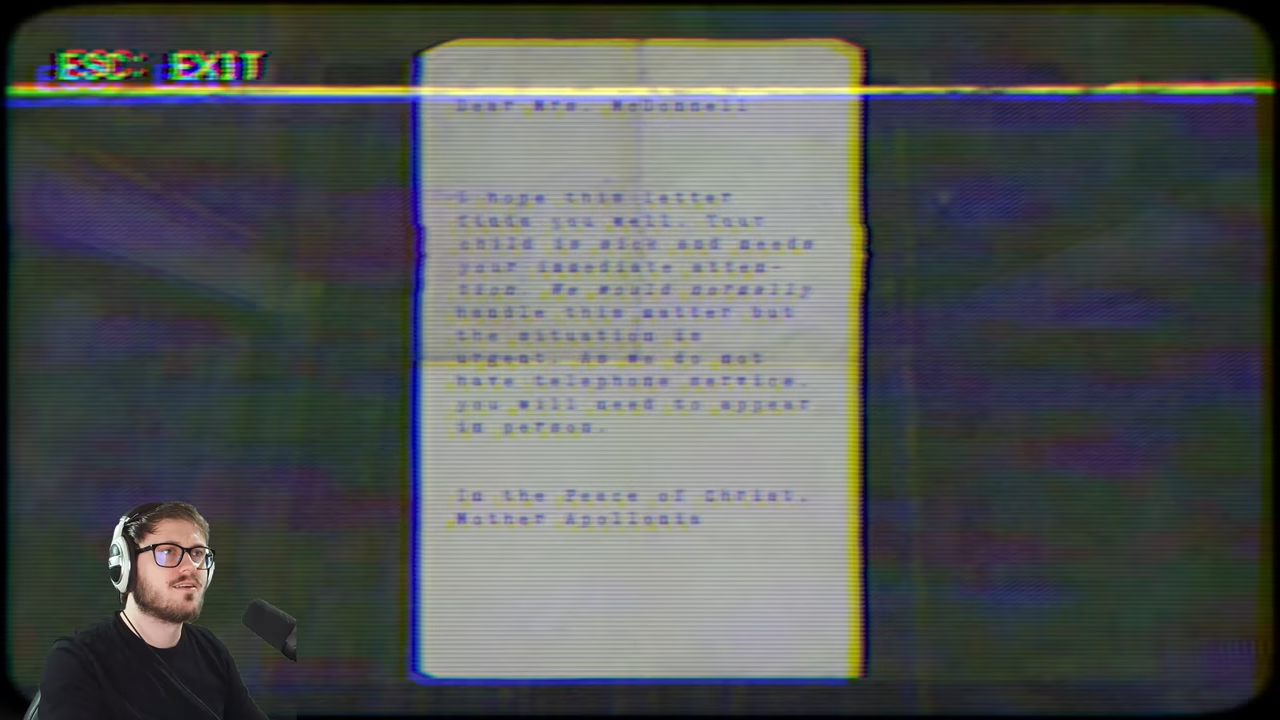 ESC: EXIT
Dear Mrs. McDonnell
I hope this letter
finds you well. Your
child is sick and needs
your immediate atten-
tion. We would normally
handle this matter but
the situation is
urgent. As we do not
have telephone service,
you will need to appear
in person.
In the Peace of Christ,
Mother Apollonia